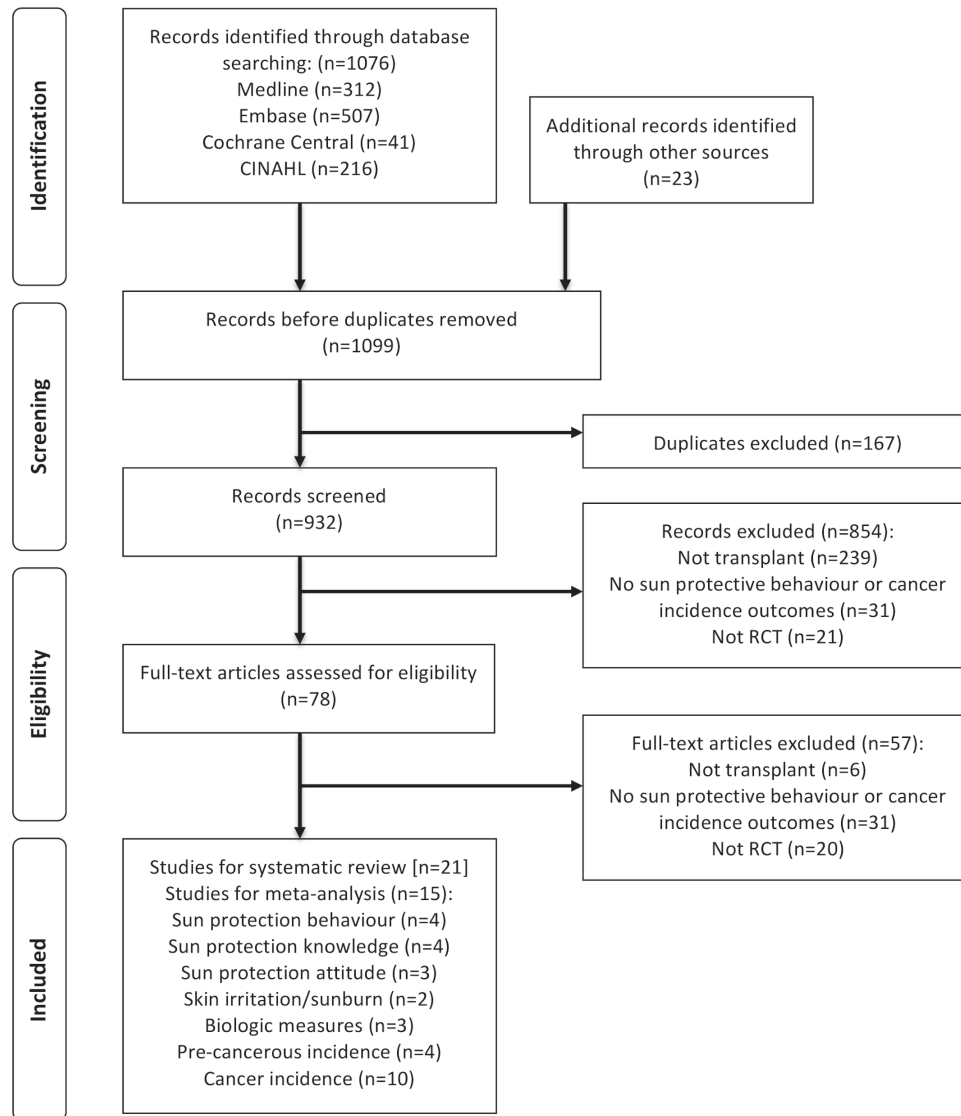 Identification
Records identified through database
searching: (n=1076)
Medline (n=312)
Embase (n=507)
Cochrane Central (n=41)
CINAHL (n=216)
Additional records identified
through other sources
(n=23)
Screening
Records before duplicates removed
(n=1099)
Duplicates excluded (n=167)
Records screened
(n=932)
Records excluded (n=854):
Not transplant (n=239)
No sun protective behaviour or cancer
incidence outcomes (n=31)
Not RCT (n=21)
Eligibility
Full-text articles assessed for eligibility
(n=78)
Full-text articles excluded (n=57):
Not transplant (n=6)
No sun protective behaviour or cancer
incidence outcomes (n=31)
Not RCT (n=20)
Included
Studies for systematic review [n=21]
Studies for meta-analysis (n=15):
Sun protection behaviour (n=4)
Sun protection knowledge (n=4)
Sun protection attitude (n=3)
Skin irritation/sunburn (n=2)
Biologic measures (n=3)
Pre-cancerous incidence (n=4)
Cancer incidence (n=10)